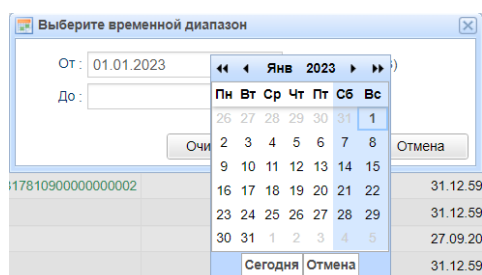 Выберите временной диапазон
От : 01.01.2023
Янв 2023
)
До :
Пн Вт Ср Чт Пт Сб Вс
26 27 28 29 30 31 1
2 3 4 5 6 7 8
Отмена
9 10 11 12 13 14 15
16 17 18 19 20 21 22
31.12.59
23 24 25 26 27 28 29
31.12.59
30 31 1 2 3 4 5
27.09.20
Сегодня Отмена
31.12.59